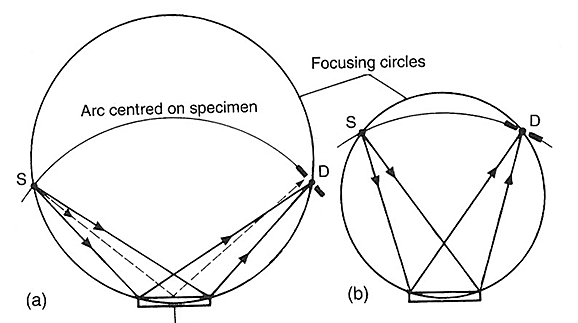 Focusing circles
Arc centred on specimen
S
D
S
D
(a)
(b)